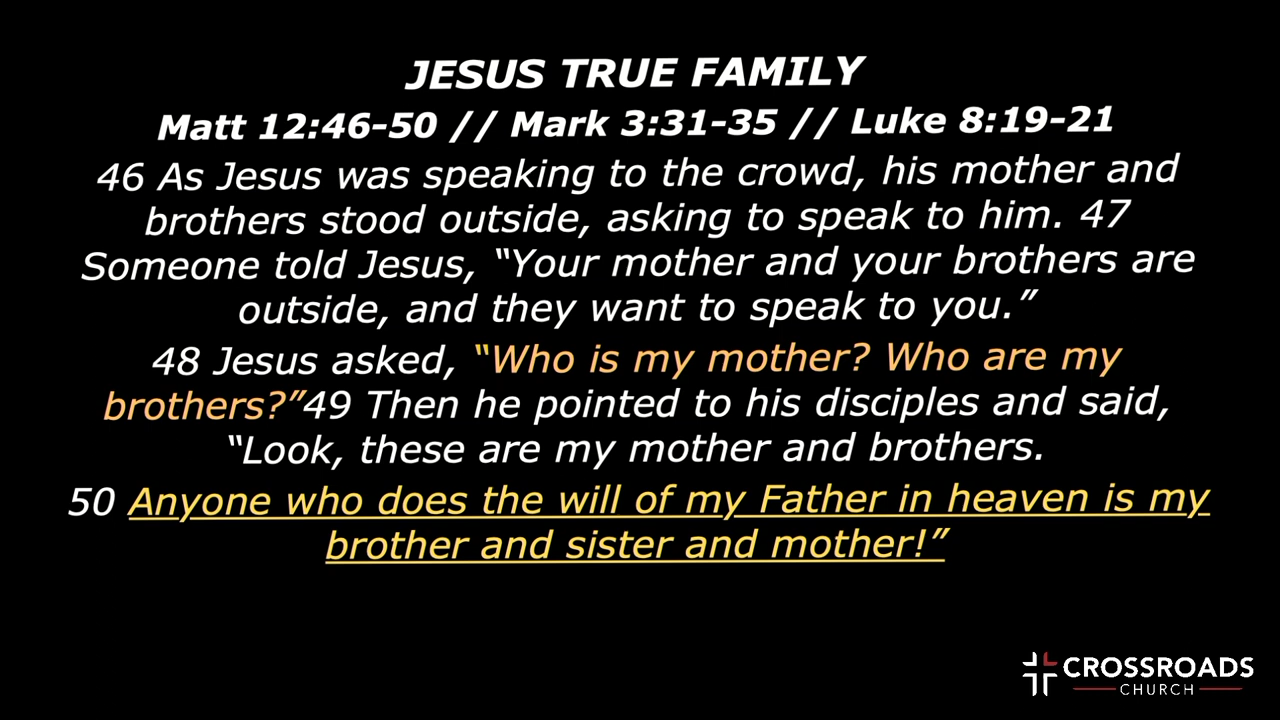 JESUS TRUE FAMILY
Matt 12:46-50 // Mark 3:31-35 // Luke 8:19-21
46 As Jesus was speaking to the crowd, his mother and
brothers stood outside, asking to speak to him. 47
Someone told Jesus, “Your mother and your brothers are
outside, and they want to speak to you.”
48 Jesus asked, “Who is my mother? Who are my
brothers?”49 Then he pointed to his disciples and said,
“Look, these are my mother and brothers.
50 Anyone who does the will of my Father in heaven is my
brother and sister and mother!”
CROSSROADS
CHURCH